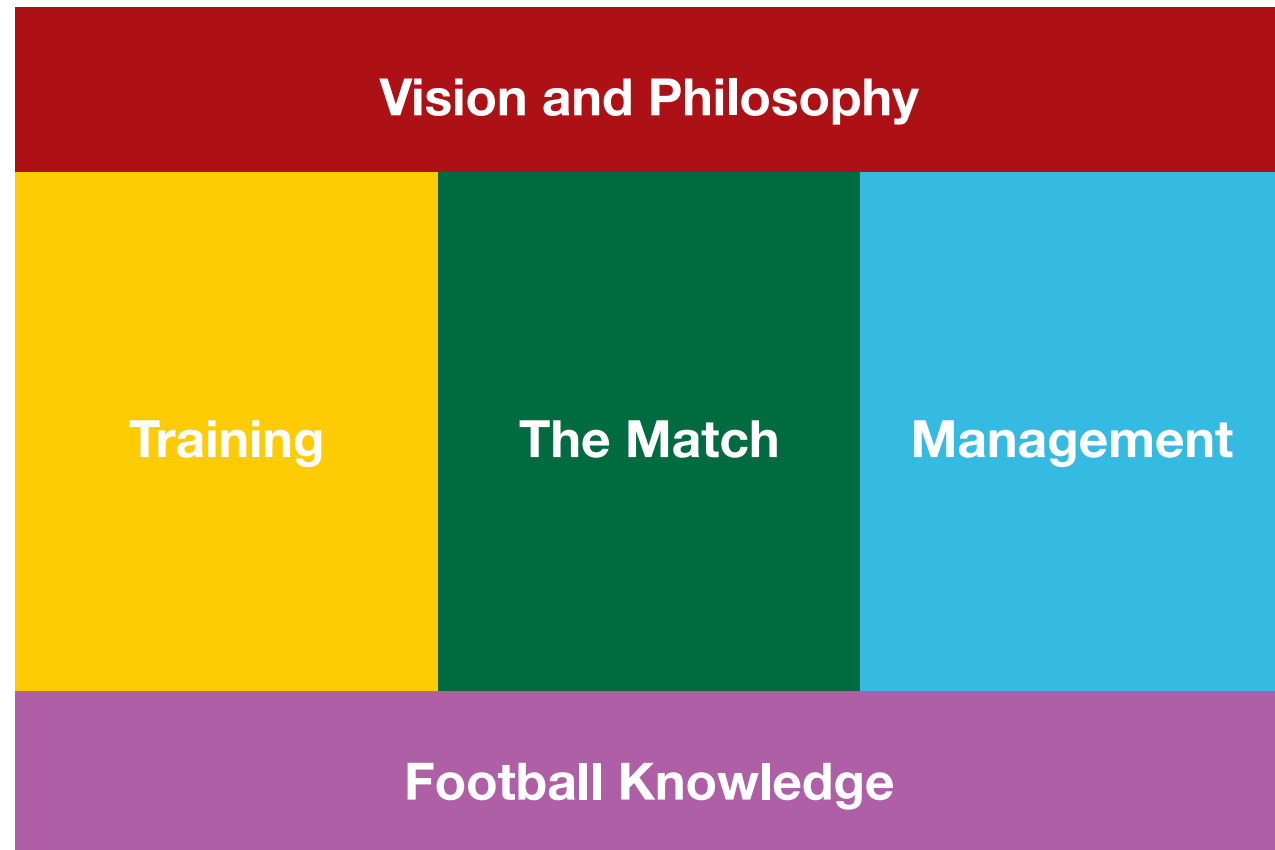 Vision and Philosophy
Training
The Match
Management
Football Knowledge